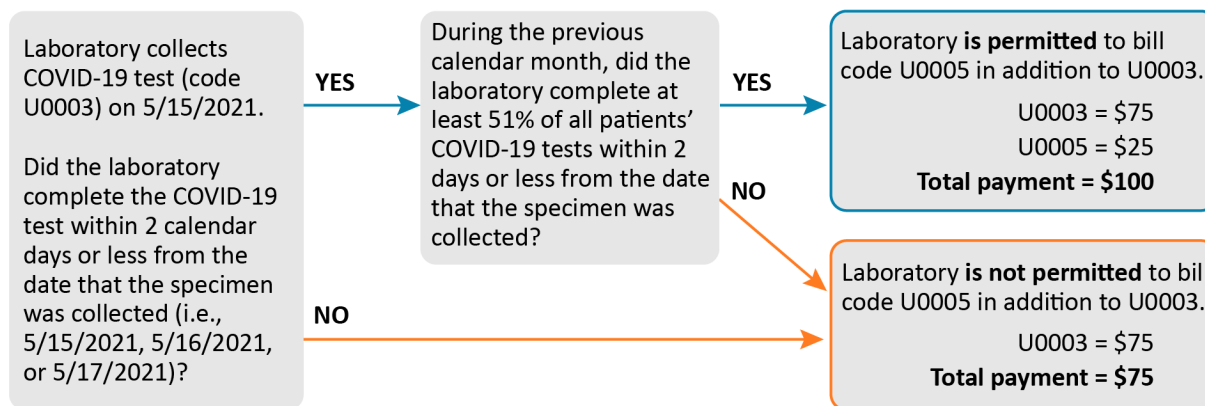 Laboratory collects
COVID-19 test (code
U0003) on 5/15/2021.
Did the laboratory
complete the COVID-19
test within 2 calendar
days or less from the
date that the specimen
was collected (i.e.,
5/15/2021, 5/16/2021,
or 5/17/2021)?
YES
NO
During the previous
calendar month, did the
laboratory complete at
least 51% of all patients’
COVID-19 tests within 2
days or less from the date
that the specimen was
collected?
YES
NO
Laboratory is permitted to bill
code U0005 in addition to U0003.
U0003 = $75
U0005 = $25
Total payment = $100
Laboratory is not permitted to bil
code U0005 in addition to U0003.
U0003 = $75
Total payment = $75